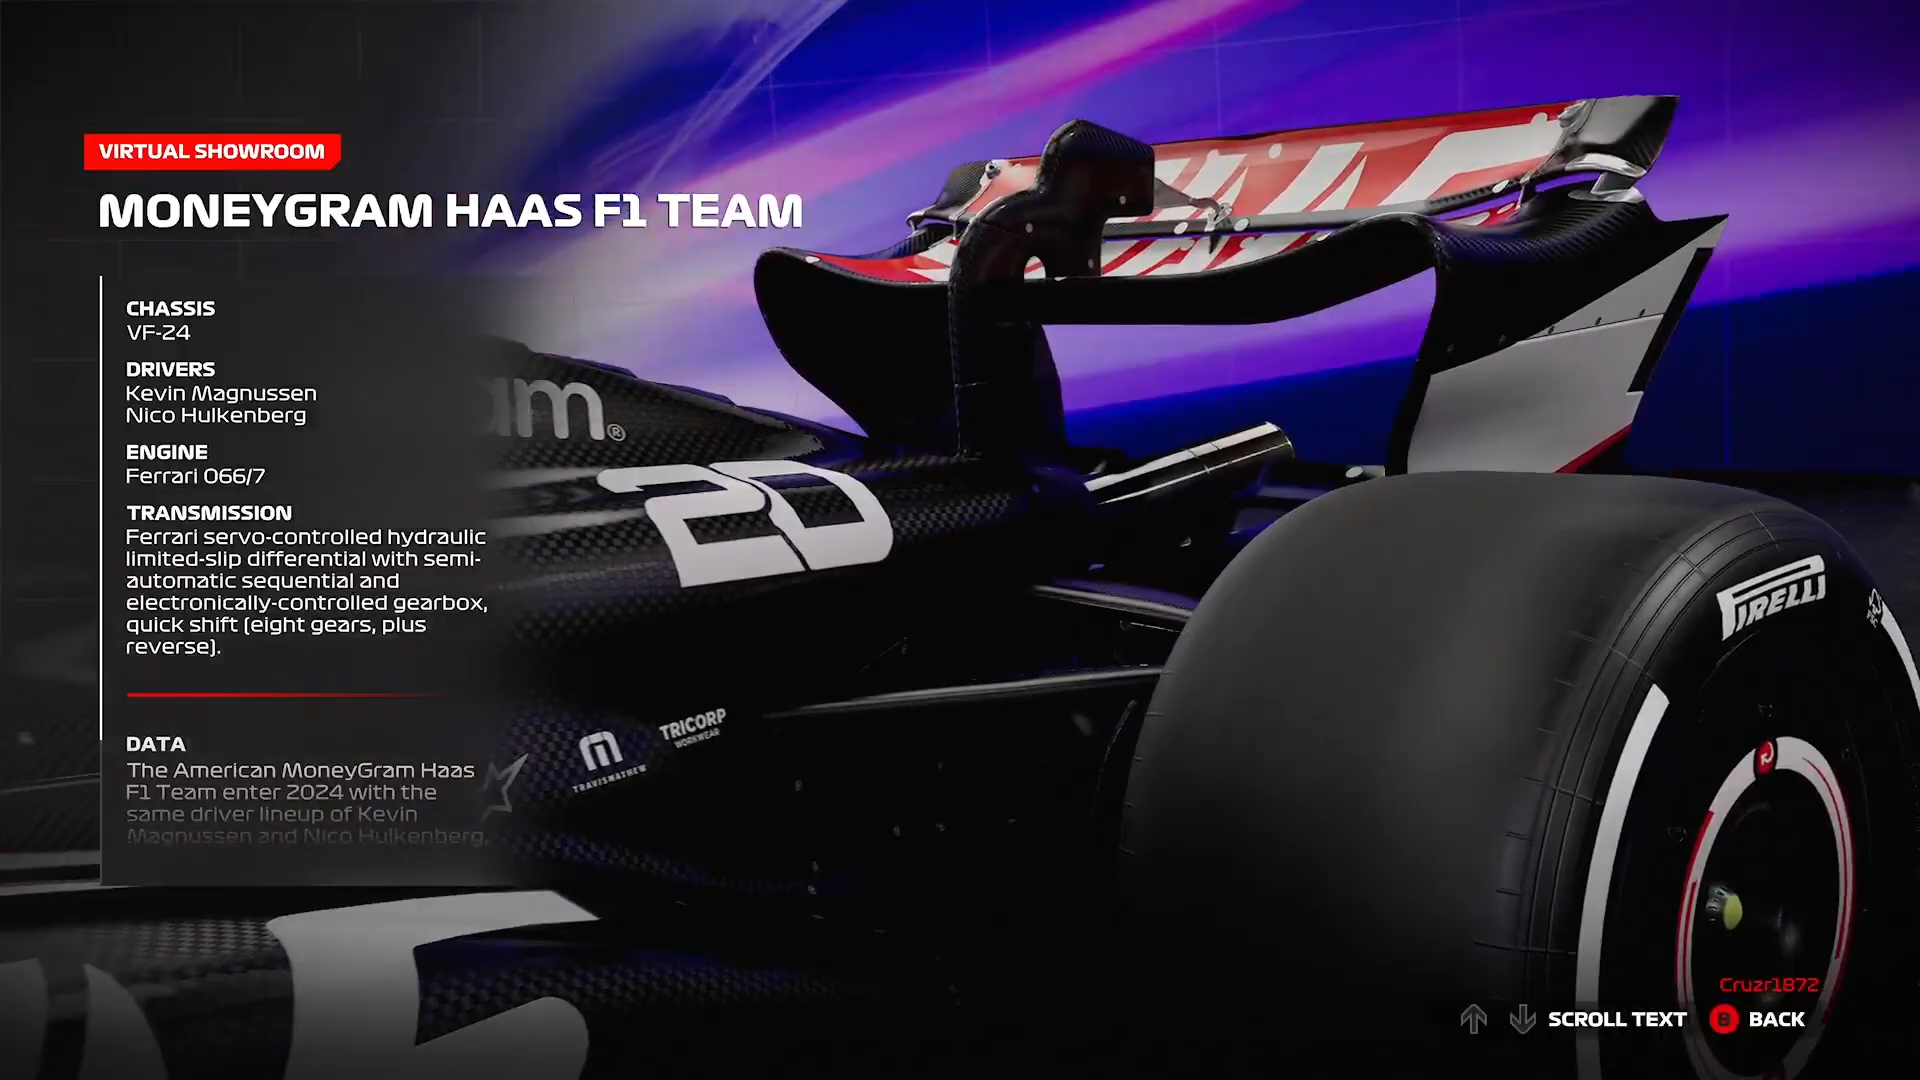 VIRTUAL SHOWROOM
MONEYGRAM HAAS F1 TEAM
CHASSIS
VF-24
DRIVERS
Kevin Magnussen
Nico Hulkenberg
ENGINE
Ferrari 066/7
TRANSMISSION
Ferrari servo-controlled hydraulic
limited-slip differential with semi-
automatic sequential and
electronically-controlled gearbox,
quick shift (eight gears, plus
reverse).
DATA
The American MoneyGram Haas
F1 Team enter 2024 with the
same driver lineup of Kevin
Magnussen and Nico Hulkenberg,
am®
20
TRAVISMATHEW
TRICORP
WORKWEAR
PIRELLI
Cruzr1872
SCROLL TEXT
B BACK